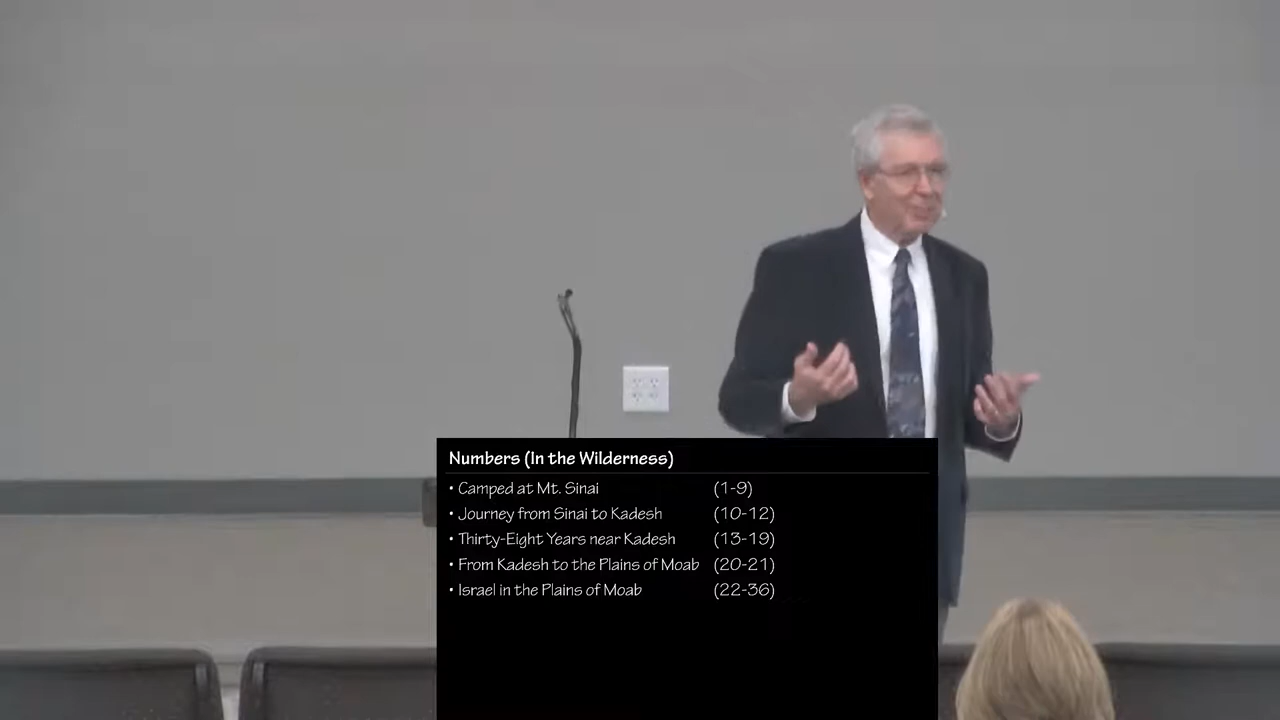 Numbers (In the Wilderness)
• Camped at Mt. Sinai (1-9)
• Journey from Sinai to Kadesh (10-12)
• Thirty-Eight Years near Kadesh (13-19)
• From Kadesh to the Plains of Moab (20-21)
• Israel in the Plains of Moab (22-36)